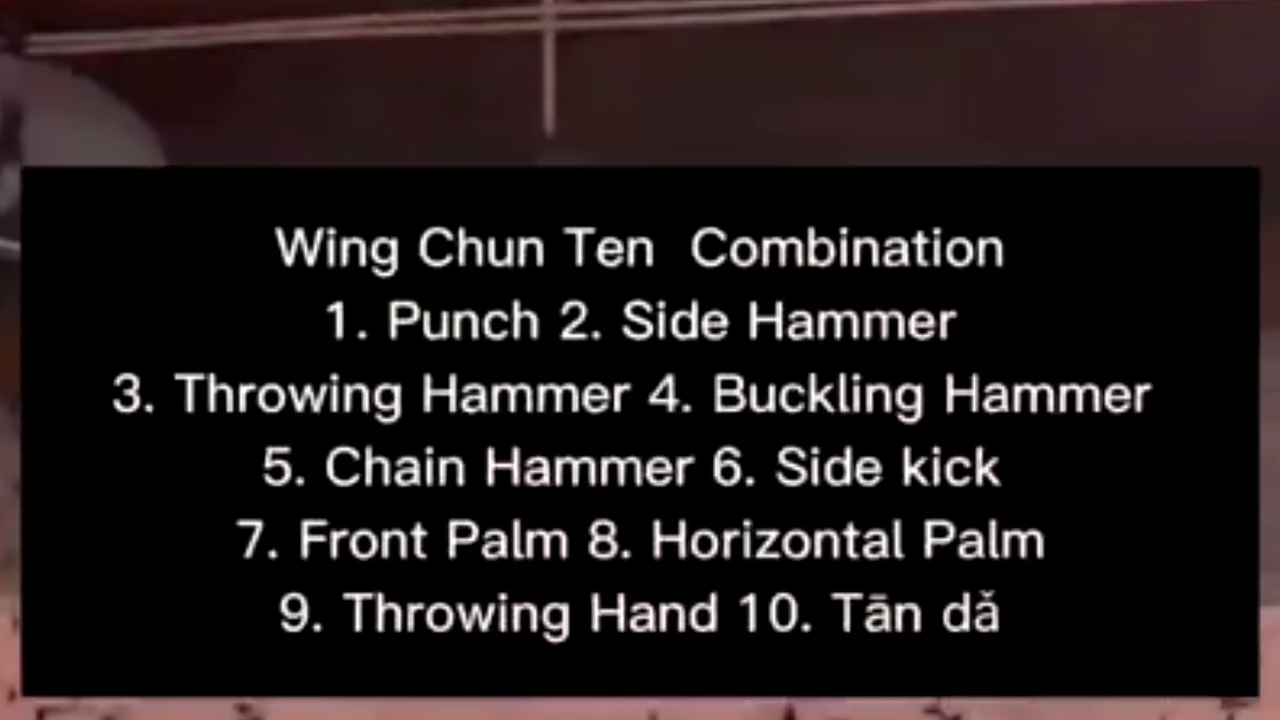 Wing Chun Ten  Combination
1. Punch 2. Side Hammer
3. Throwing Hammer 4. Buckling Hammer
5. Chain Hammer 6. Side kick
7. Front Palm 8. Horizontal Palm
9. Throwing Hand 10. Tān dǎ